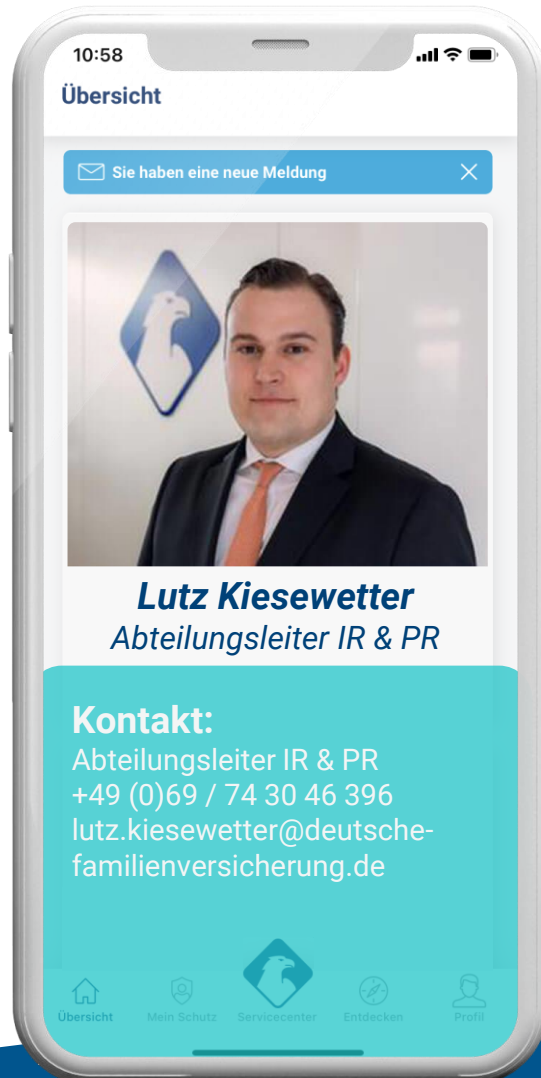 10:58
Übersicht
Sie haben eine neue Meldung
Lutz Kiesewetter
Abteilungsleiter IR & PR
Kontakt:
Abteilungsleiter IR & PR
+49 (0)69 / 74 30 46 396
lutz.kiesewetter@deutsche-
familienversicherung.de
Übersicht Mein Schutz Servicecenter Entdecken Profil